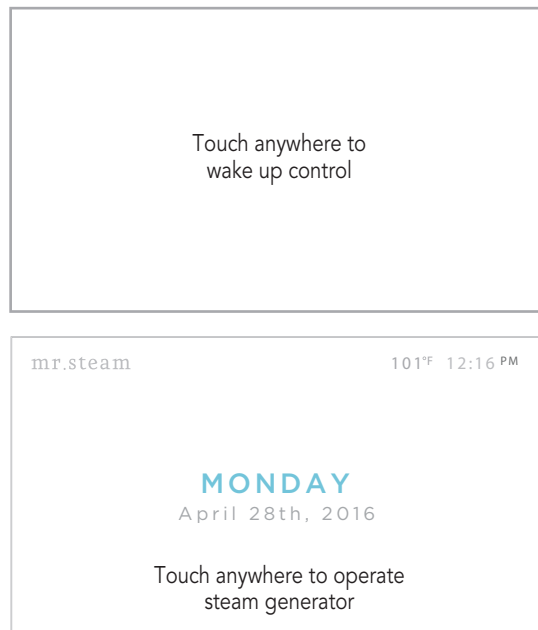 Touch anywhere to
wake up control
mr.steam 101°F 12:16 PM
MONDAY
April 28th, 2016
Touch anywhere to operate
steam generator